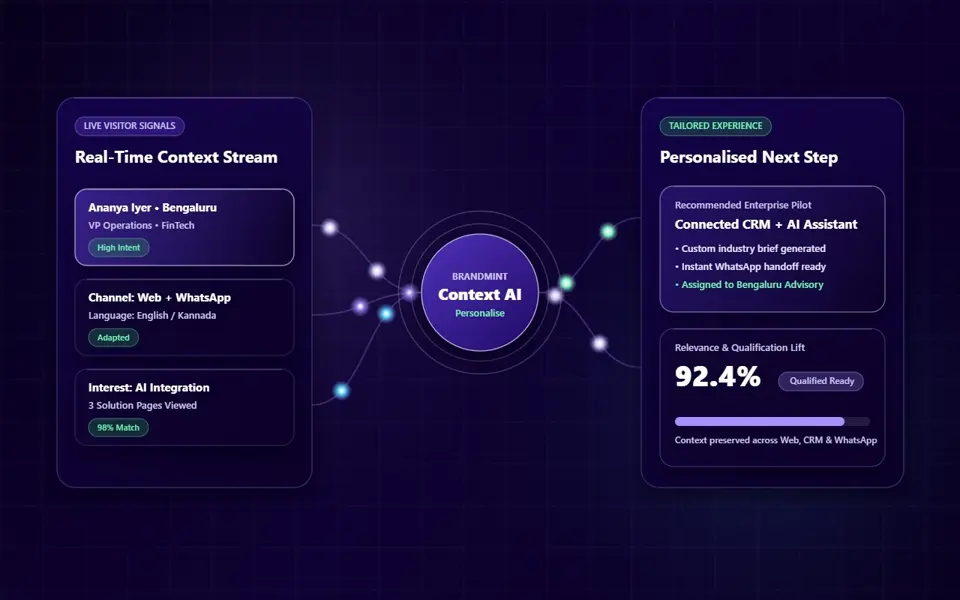 LIVE VISITOR SIGNALS
Real-Time Context Stream
Ananya Iyer • Bengaluru
VP Operations • FinTech
High Intent
Channel: Web + WhatsApp
Language: English / Kannada
Adapted
Interest: AI Integration
3 Solution Pages Viewed
98% Match
BRANDMINT
Context AI
Personalise
TAILORED EXPERIENCE
Personalised Next Step
Recommended Enterprise Pilot
Connected CRM + AI Assistant
• Custom industry brief generated
• Instant WhatsApp handoff ready
• Assigned to Bengaluru Advisory
Relevance & Qualification Lift
92.4%
Qualified Ready
Context preserved across Web, CRM & WhatsApp